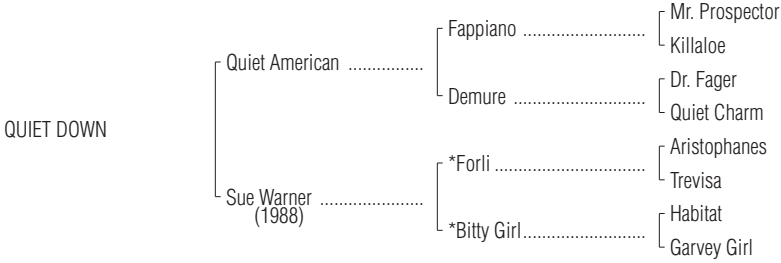 Mr. Prospector
Fappiano ..........................
Killaloe
Quiet American ................
Dr. Fager
Demure ............................
Quiet Charm
QUIET DOWN
Aristophanes
*Forli ................................
Trevisa
Sue Warner ......................
(1988)
Habitat
*Bitty Girl..........................
Garvey Girl